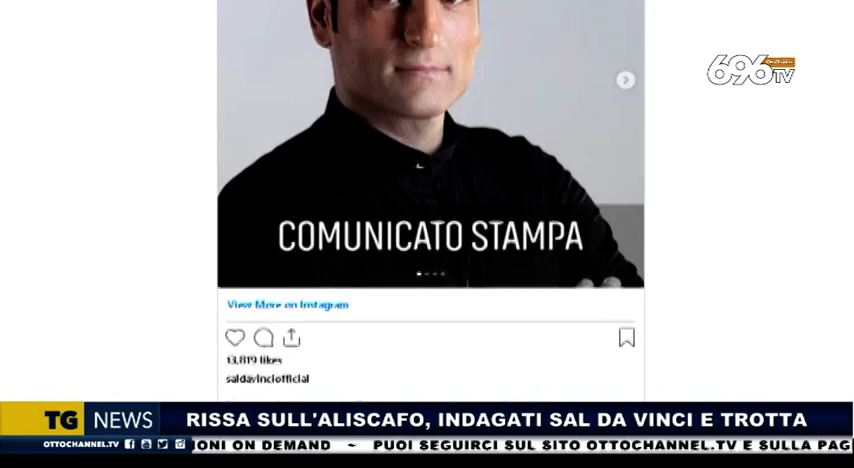 696
TV
COMUNICATO STAMPA
View More on Instagram
13,819 likes
saldavinciofficial
TG NEWS RISSA SULL'ALISCAFO, INDAGATI SAL DA VINCI E TROTTA
OTTOCHANNEL.TV IONI ON DEMAND ~ PUOI SEGUIRCI SUL SITO OTTOCHANNEL.TV E SULLA PAG